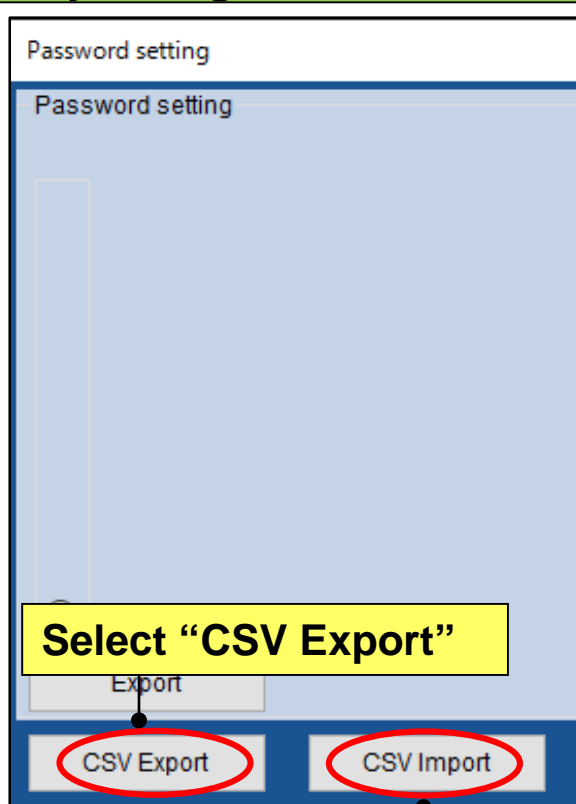 Password setting
Password setting
Select “CSV Export”
Export
CSV Export
CSV Import